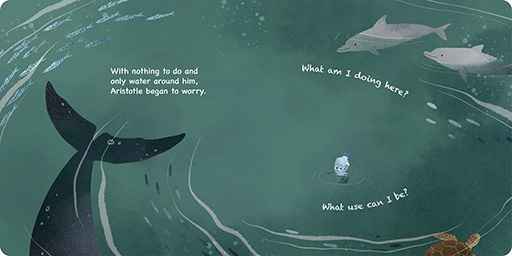 With nothing to do and
only water around him,
Aristotle began to worry.
What am I doing here?
What use can I be?